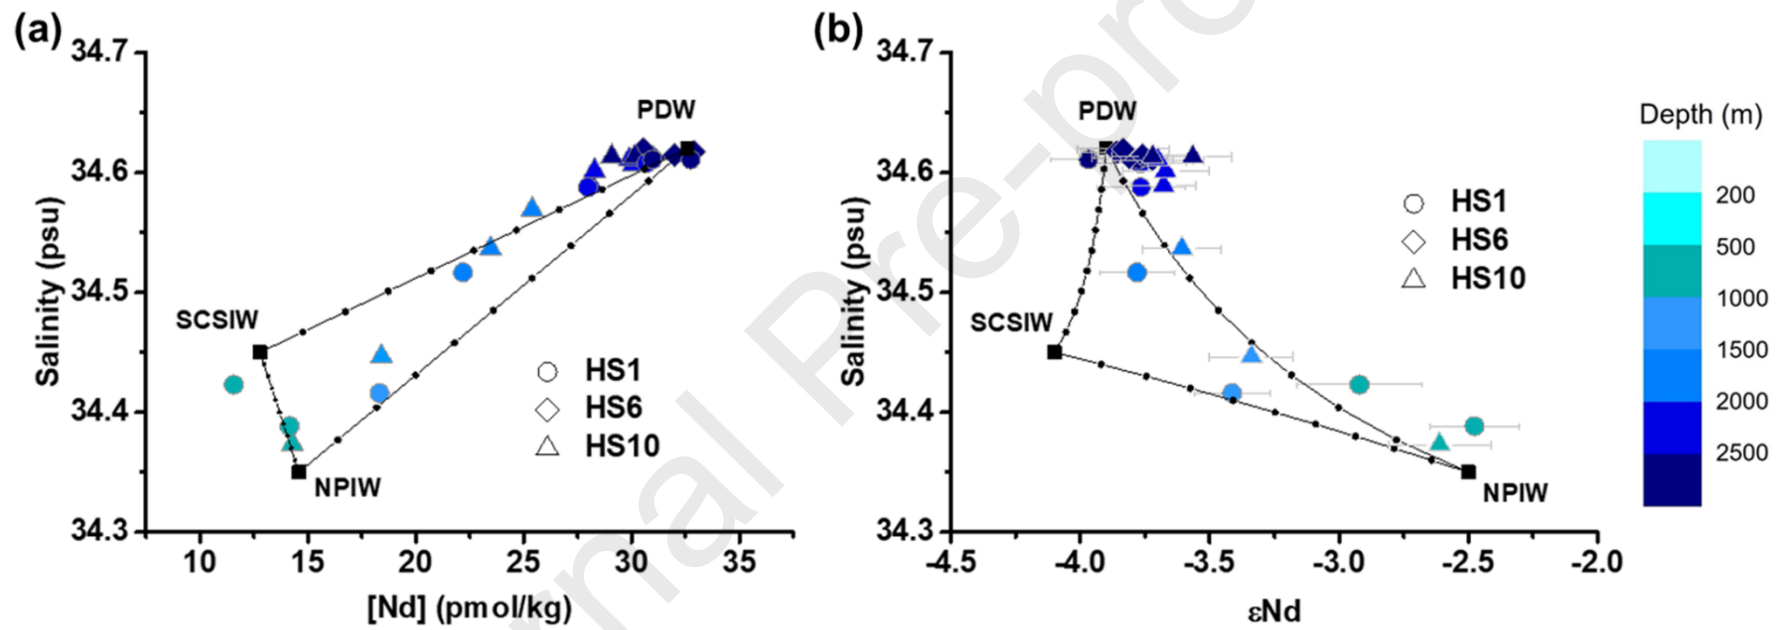 (a)
Salinity (psu)
34.7
34.6
34.5
34.4
34.3
PDW
SCSIW
NPIW
HS1
HS6
HS10
10 15 20 25 30 35
[Nd] (pmol/kg)
(b)
Salinity (psu)
34.7
34.6
34.5
34.4
34.3
PDW
SCSIW
NPIW
HS1
HS6
HS10
-4.5 -4.0 -3.5 -3.0 -2.5 -2.0
εNd
Depth (m)
200
500
1000
1500
2000
2500
rnal Pre-pro